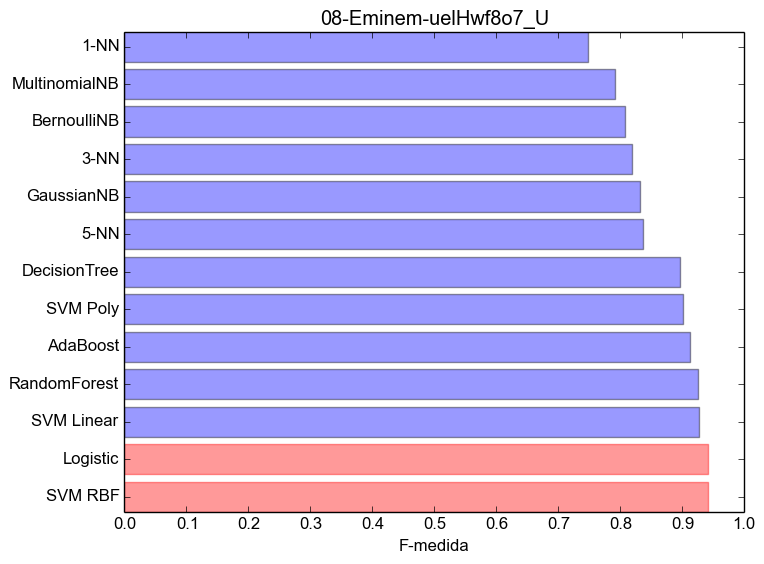 08-Eminem-uelHwf8o7_U
1-NN
MultinomialNB
BernoulliNB
3-NN
GaussianNB
5-NN
DecisionTree
SVM Poly
AdaBoost
RandomForest
SVM Linear
Logistic
SVM RBF
0.0 0.1 0.2 0.3 0.4 0.5 0.6 0.7 0.8 0.9 1.0
F-medida